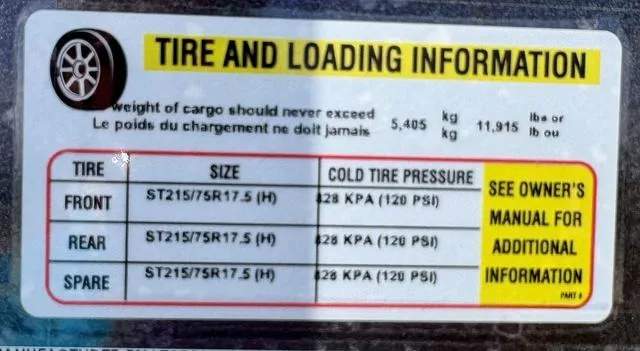 TIRE AND LOADING INFORMATION
weight of cargo should never exceed 5,405 kg 11,915 lbs or
Le poids du chargement ne doit jamais kg lb ou
TIRE SIZE COLD TIRE PRESSURE SEE OWNER'S MANUAL FOR ADDITIONAL INFORMATION
FRONT ST215/75R17.5 (H) 828 KPA (120 PSI)
REAR ST215/75R17.5 (H) 828 KPA (120 PSI)
SPARE ST215/75R17.5 (H) 828 KPA (120 PSI)